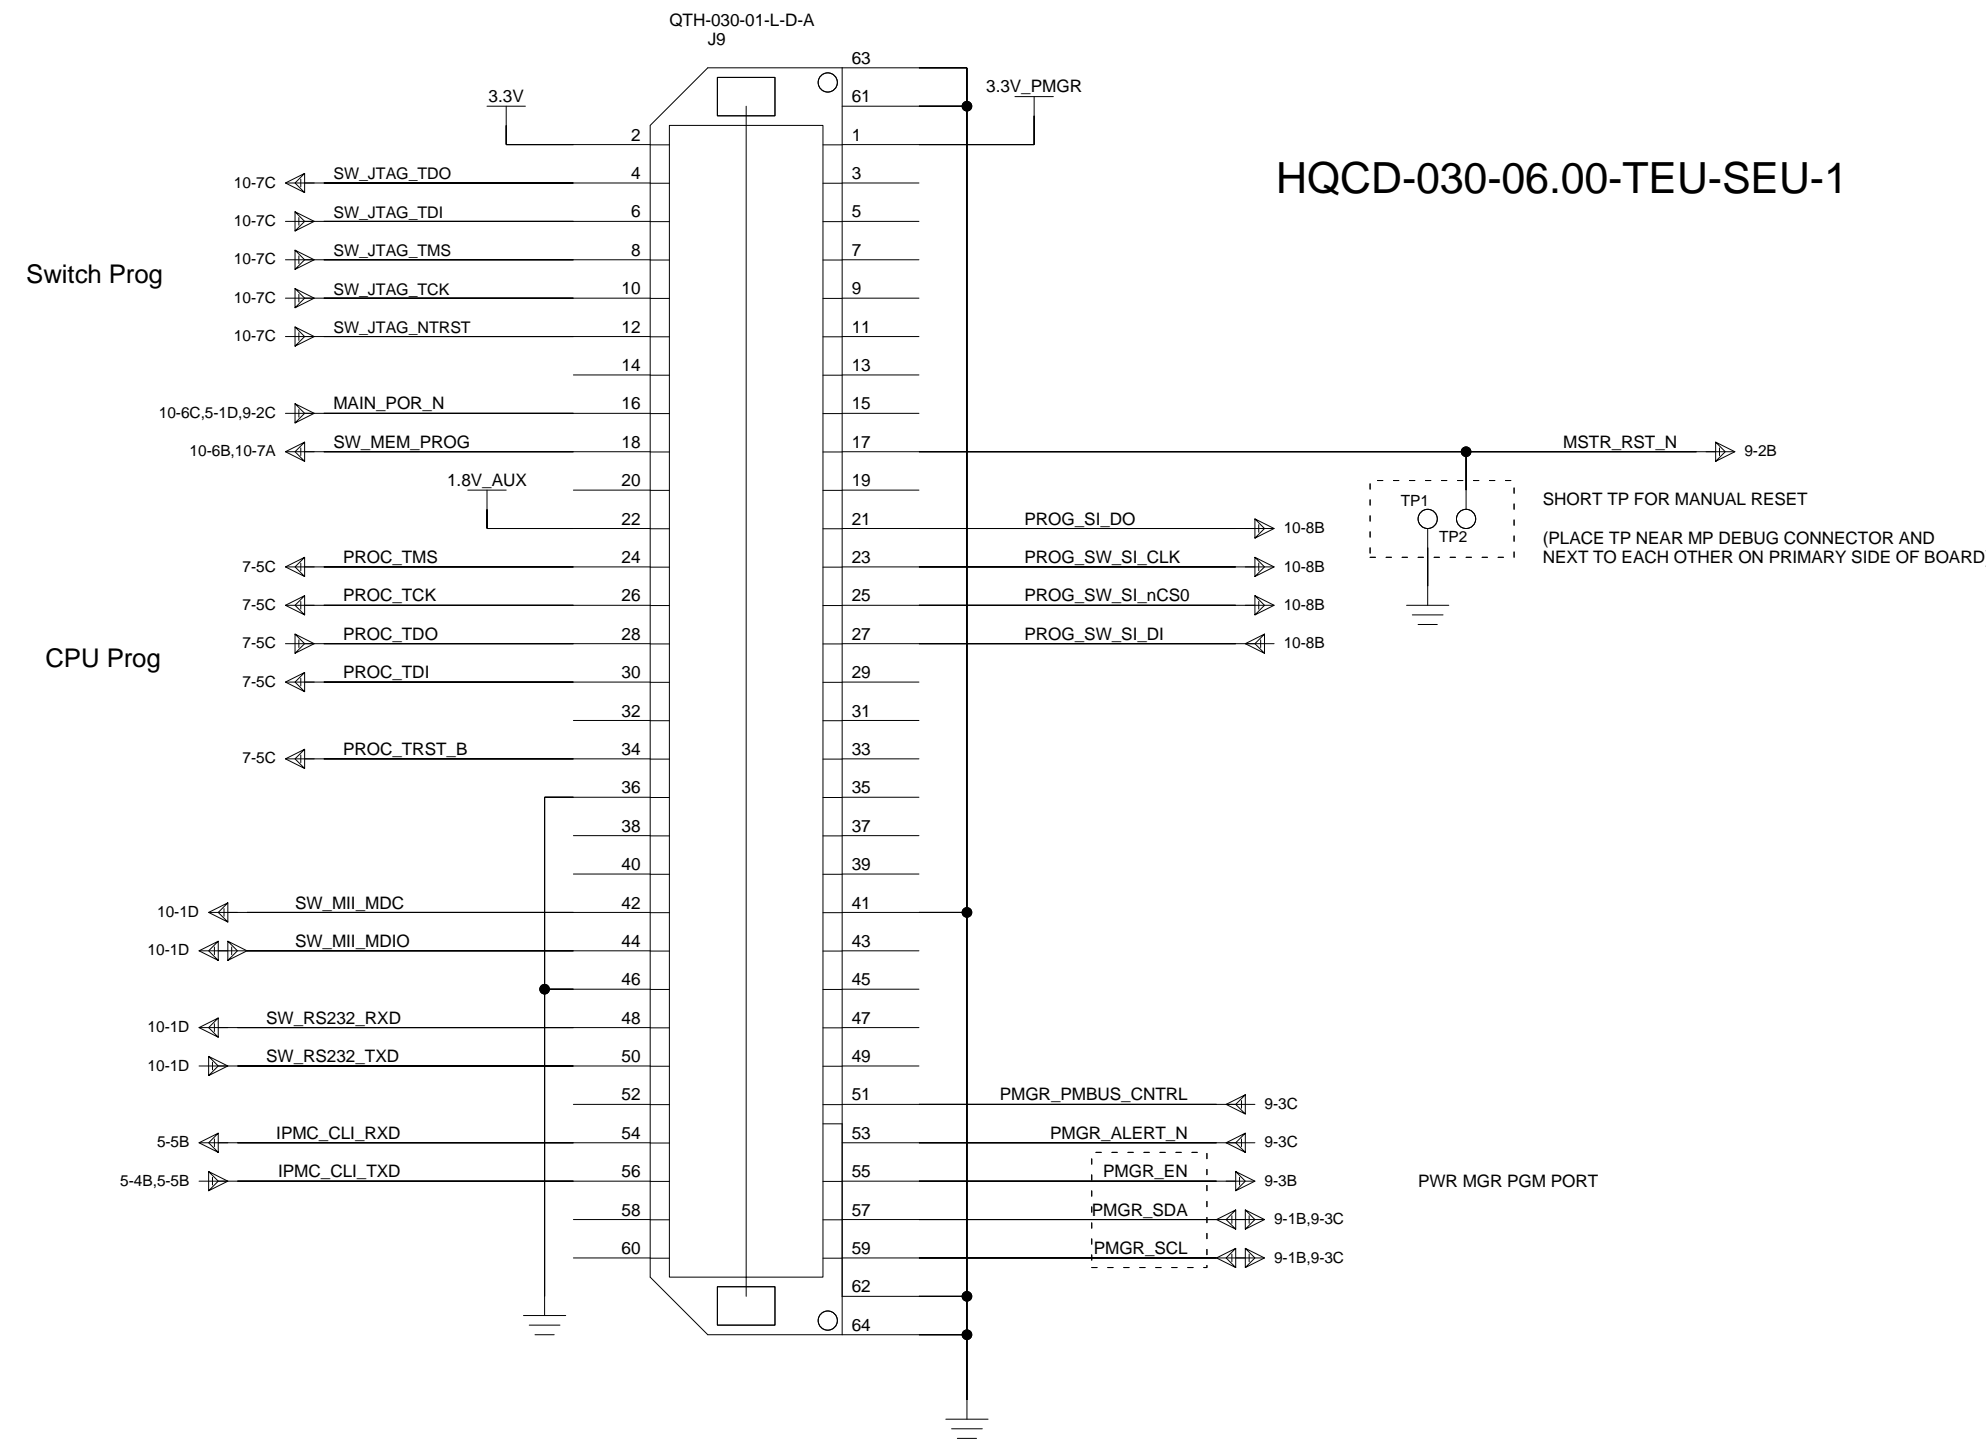 QTH-030-01-L-D-A
J9
63
3.3V_PMGR
3.3V
61
2
1
HQCD-030-06.00-TEU-SEU-1
10-7C SW_JTAG_TDO 4
3
10-7C SW_JTAG_TDI 6
5
10-7C SW_JTAG_TMS 8
7
Switch Prog
10-7C SW_JTAG_TCK 10
9
10-7C SW_JTAG_NTRST 12
11
14
13
10-6C,5-1D,9-2C MAIN_POR_N 16
15
10-6B,10-7A SW_MEM_PROG 18
17 MSTR_RST_N 9-2B
1.8V_AUX
20
19
TP1
TP2
SHORT TP FOR MANUAL RESET
(PLACE TP NEAR MP DEBUG CONNECTOR AND
NEXT TO EACH OTHER ON PRIMARY SIDE OF BOARD)
22
21 PROG_SI_DO 10-8B
7-5C PROC_TMS 24
23 PROG_SW_SI_CLK 10-8B
7-5C PROC_TCK 26
25 PROG_SW_SI_nCS0 10-8B
7-5C PROC_TDO 28
27 PROG_SW_SI_DI 10-8B
CPU Prog
7-5C PROC_TDI 30
29
32
31
7-5C PROC_TRST_B 34
33
36
35
38
37
40
39
10-1D SW_MII_MDC 42
41
10-1D SW_MII_MDIO 44
43
46
45
10-1D SW_RS232_RXD 48
47
10-1D SW_RS232_TXD 50
49
52
51 PMGR_PMBUS_CNTRL 9-3C
5-5B IPMC_CLI_RXD 54
53 PMGR_ALERT_N 9-3C
5-4B,5-5B IPMC_CLI_TXD 56
55 PMGR_EN 9-3B
PWR MGR PGM PORT
58
57 PMGR_SDA 9-1B,9-3C
60
59 PMGR_SCL 9-1B,9-3C
62
64